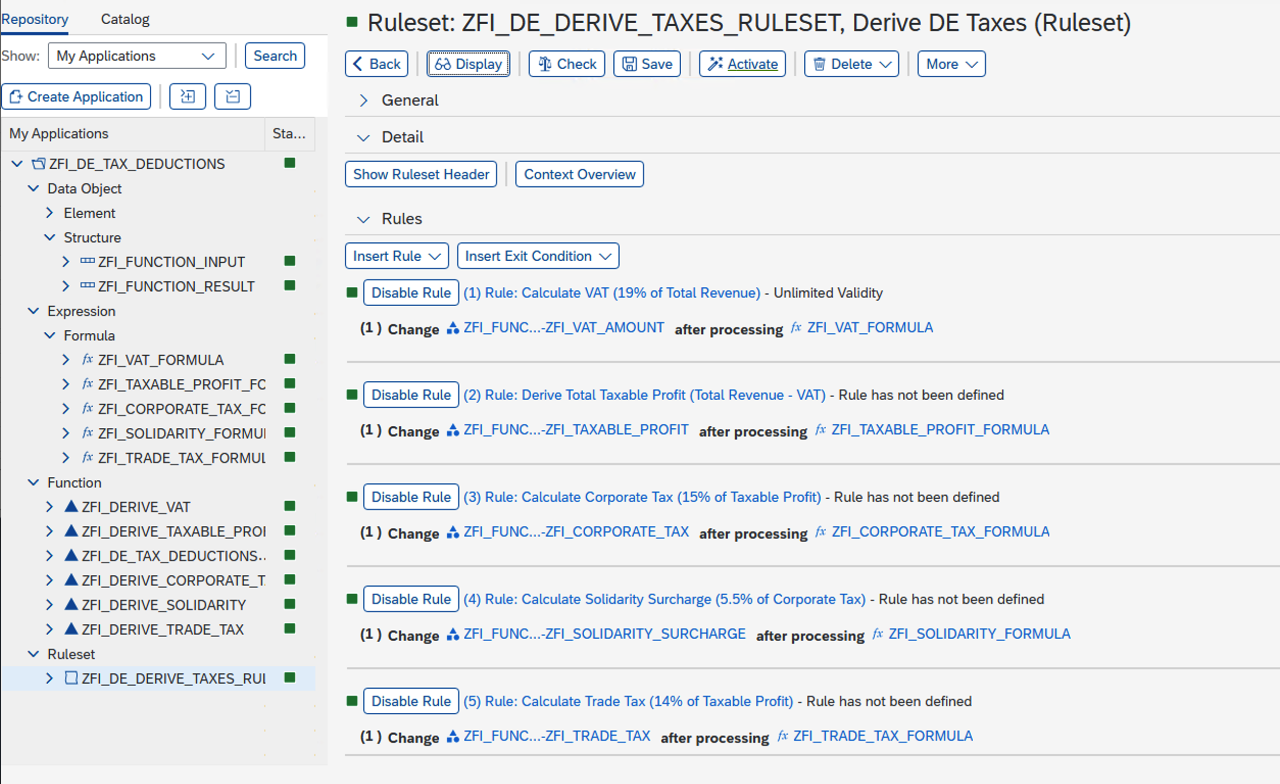 Repository Catalog
Show: My Applications Search
Create Application
My Applications Sta...
ZFI_DE_TAX_DEDUCTIONS
Data Object
Element
Structure
ZFI_FUNCTION_INPUT
ZFI_FUNCTION_RESULT
Expression
Formula
fx ZFI_VAT_FORMULA
fx ZFI_TAXABLE_PROFIT_FC
fx ZFI_CORPORATE_TAX_FC
fx ZFI_SOLIDARITY_FORMUI
fx ZFI_TRADE_TAX_FORMUL
Function
ZFI_DERIVE_VAT
ZFI_DERIVE_TAXABLE_PROI
ZFI_DE_TAX_DEDUCTIONS..
ZFI_DERIVE_CORPORATE_T
ZFI_DERIVE_SOLIDARITY
ZFI_DERIVE_TRADE_TAX
Ruleset
ZFI_DE_DERIVE_TAXES_RUL
Ruleset: ZFI_DE_DERIVE_TAXES_RULESET, Derive DE Taxes (Ruleset)
Back Display Check Save Activate Delete More
General
Detail
Show Ruleset Header Context Overview
Rules
Insert Rule Insert Exit Condition
Disable Rule (1) Rule: Calculate VAT (19% of Total Revenue) - Unlimited Validity
(1) Change ZFI_FUNC...-ZFI_VAT_AMOUNT after processing fx ZFI_VAT_FORMULA
Disable Rule (2) Rule: Derive Total Taxable Profit (Total Revenue - VAT) - Rule has not been defined
(1) Change ZFI_FUNC...-ZFI_TAXABLE_PROFIT after processing fx ZFI_TAXABLE_PROFIT_FORMULA
Disable Rule (3) Rule: Calculate Corporate Tax (15% of Taxable Profit) - Rule has not been defined
(1) Change ZFI_FUNC...-ZFI_CORPORATE_TAX after processing fx ZFI_CORPORATE_TAX_FORMULA
Disable Rule (4) Rule: Calculate Solidarity Surcharge (5.5% of Corporate Tax) - Rule has not been defined
(1) Change ZFI_FUNC...-ZFI_SOLIDARITY_SURCHARGE after processing fx ZFI_SOLIDARITY_FORMULA
Disable Rule (5) Rule: Calculate Trade Tax (14% of Taxable Profit) - Rule has not been defined
(1) Change ZFI_FUNC...-ZFI_TRADE_TAX after processing fx ZFI_TRADE_TAX_FORMULA